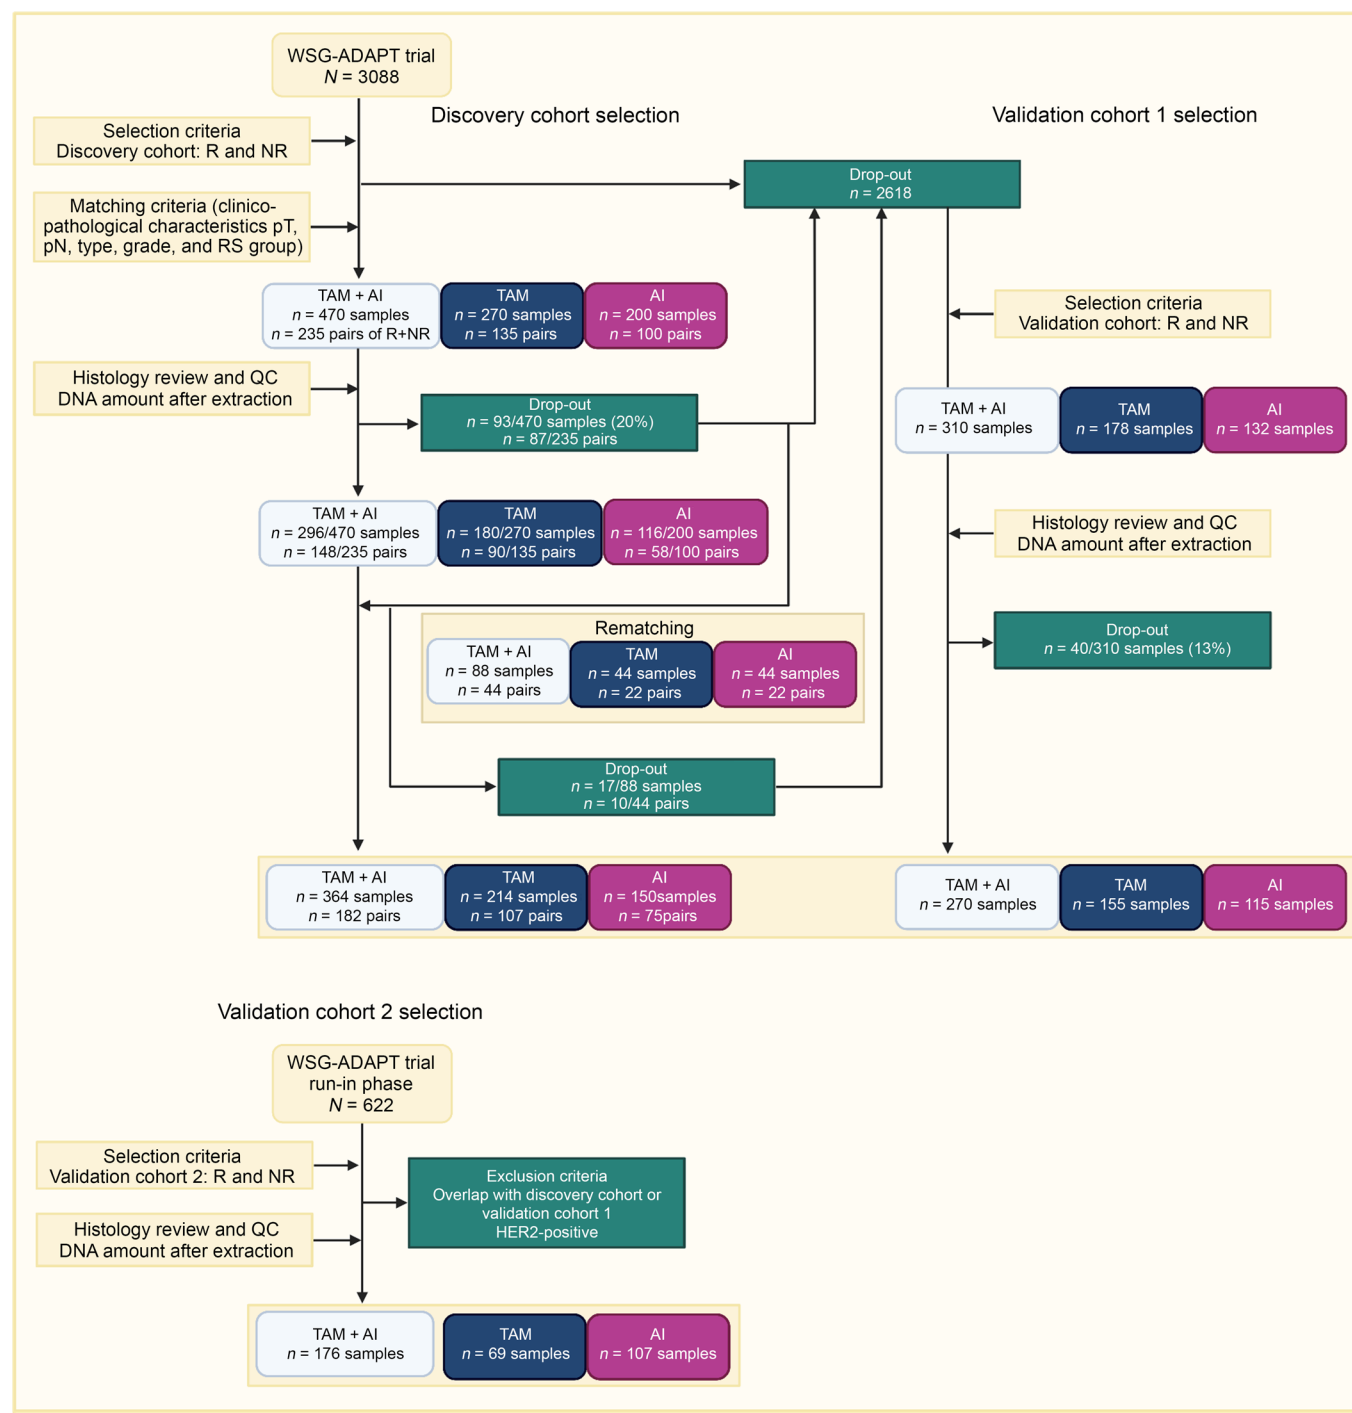 WSG-ADAPT trial
N = 3088
Discovery cohort selection
Validation cohort 1 selection
Selection criteria
Discovery cohort: R and NR
Drop-out
n = 2618
Matching criteria (clinico-
pathological characteristics pT,
pN, type, grade, and RS group)
TAM + AI
n = 470 samples
n = 235 pairs of R+NR
TAM
n = 270 samples
n = 135 pairs
AI
n = 200 samples
n = 100 pairs
Selection criteria
Validation cohort: R and NR
Histology review and QC
DNA amount after extraction
Drop-out
n = 93/470 samples (20%)
n = 87/235 pairs
TAM + AI
n = 310 samples
TAM
n = 178 samples
AI
n = 132 samples
TAM + AI
n = 296/470 samples
n = 148/235 pairs
TAM
n = 180/270 samples
n = 90/135 pairs
AI
n = 116/200 samples
n = 58/100 pairs
Histology review and QC
DNA amount after extraction
Rematching
TAM + AI
n = 88 samples
n = 44 pairs
TAM
n = 44 samples
n = 22 pairs
AI
n = 44 samples
n = 22 pairs
Drop-out
n = 40/310 samples (13%)
Drop-out
n = 17/88 samples
n = 10/44 pairs
TAM + AI
n = 364 samples
n = 182 pairs
TAM
n = 214 samples
n = 107 pairs
AI
n = 150samples
n = 75pairs
TAM + AI
n = 270 samples
TAM
n = 155 samples
AI
n = 115 samples
Validation cohort 2 selection
WSG-ADAPT trial
run-in phase
N = 622
Selection criteria
Validation cohort 2: R and NR
Exclusion criteria
Overlap with discovery cohort or
validation cohort 1
HER2-positive
Histology review and QC
DNA amount after extraction
TAM + AI
n = 176 samples
TAM
n = 69 samples
AI
n = 107 samples